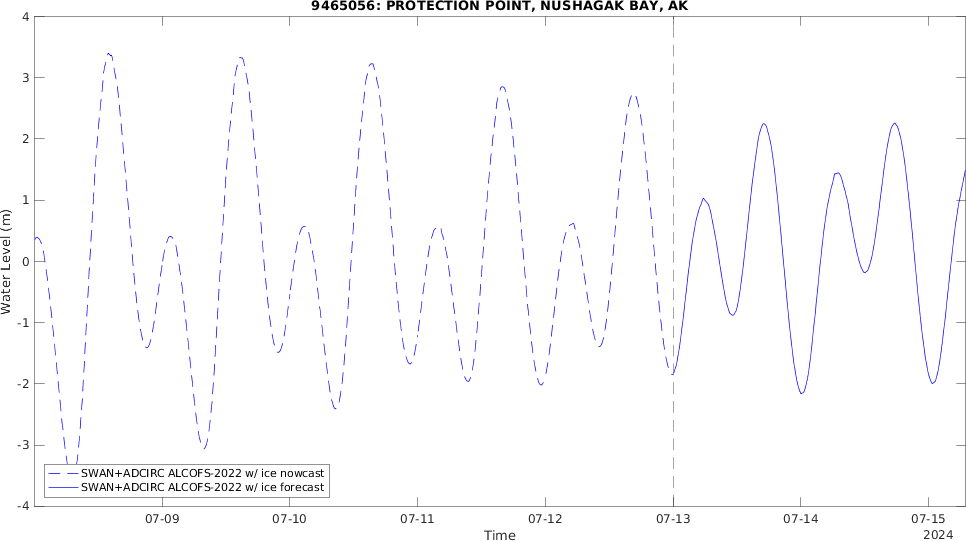 9465056: PROTECTION POINT, NUSHAGAK BAY, AK
4
3
2
1
0
-1
-2
-3
-4
Water Level (m)
SWAN+ADCIRC ALCOFS-2022 w/ ice nowcast
SWAN+ADCIRC ALCOFS-2022 w/ ice forecast
07-09 07-10 07-11 07-12 07-13 07-14 07-15
Time 2024